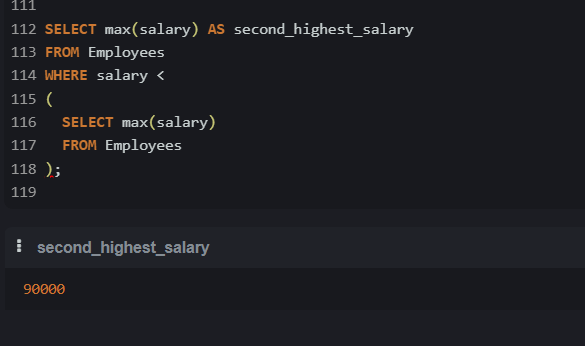 111
112 SELECT max(salary) AS second_highest_salary
113 FROM Employees
114 WHERE salary <
115 (
116   SELECT max(salary)
117   FROM Employees
118 );
119
second_highest_salary
90000